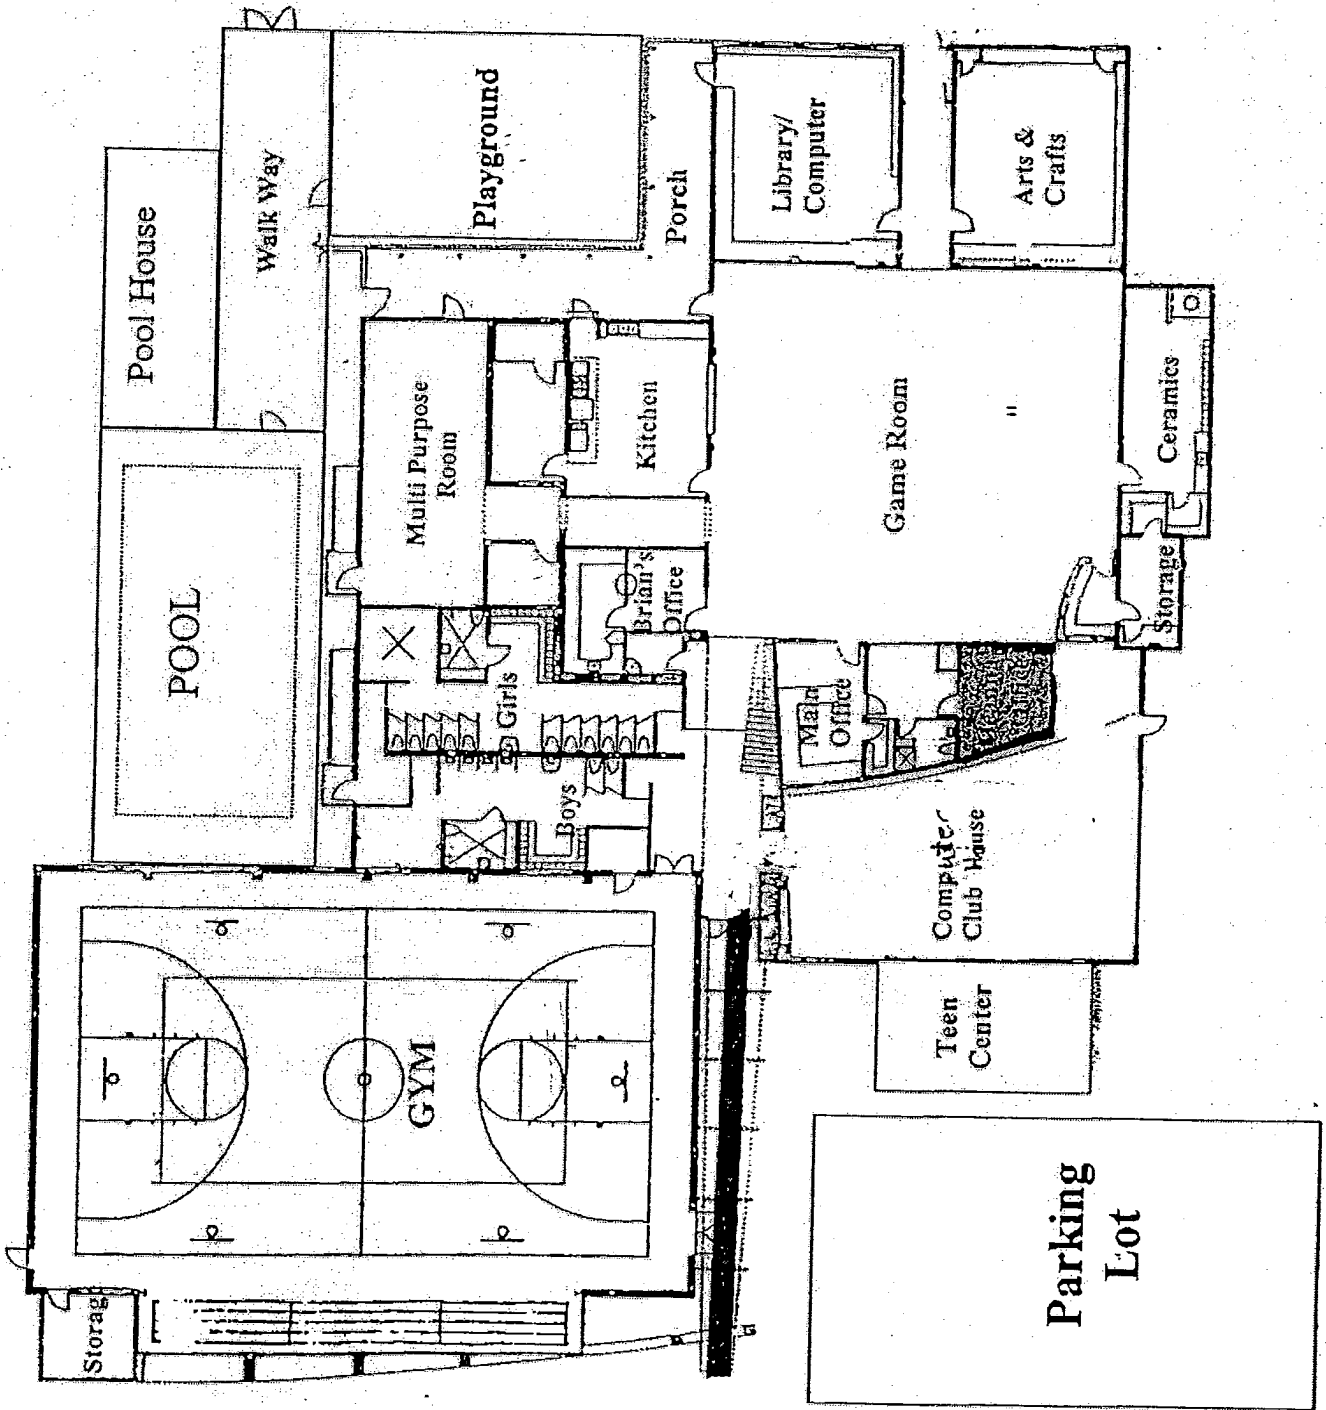 Pool House
Walk Way
Playground
Porch
Library/
Computer
Arts &
Crafts
POOL
Multi Purpose
Room
Kitchen
Game Room
Ceramics
Storage
Brian's
Office
Girls
Boys
Main
Office
Computer
Club House
Teen
Center
GYM
Storag
Parking
Lot